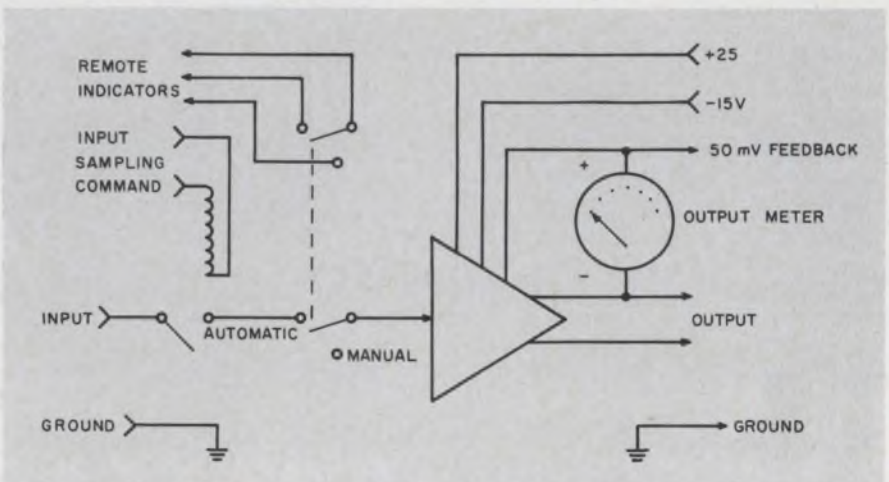 REMOTE
INDICATORS
INPUT
SAMPLING
COMMAND
INPUT
AUTOMATIC
MANUAL
GROUND
+25
-15V
50 mV FEEDBACK
+
OUTPUT METER
-
OUTPUT
GROUND